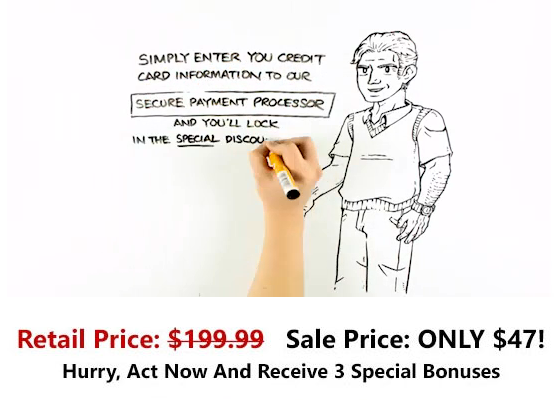 SIMPLY ENTER YOU CREDIT
CARD INFORMATION TO OUR
SECURE PAYMENT PROCESSOR
AND YOU'LL LOCK
IN THE SPECIAL DISCOU
Retail Price: $199.99 Sale Price: ONLY $47!
Hurry, Act Now And Receive 3 Special Bonuses